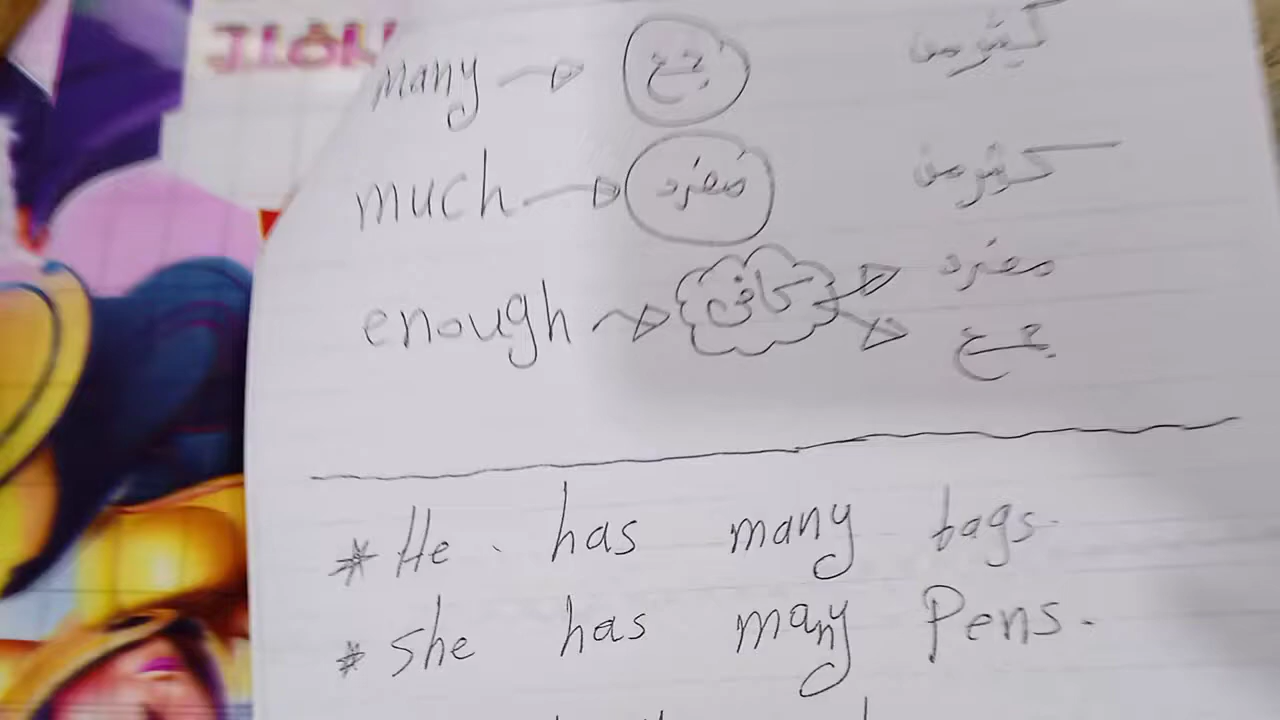 many → جمع كثير من
much → مفرد كثير من
enough → كافي مفرد
جمع
* He has many bags.
* She has many Pens.